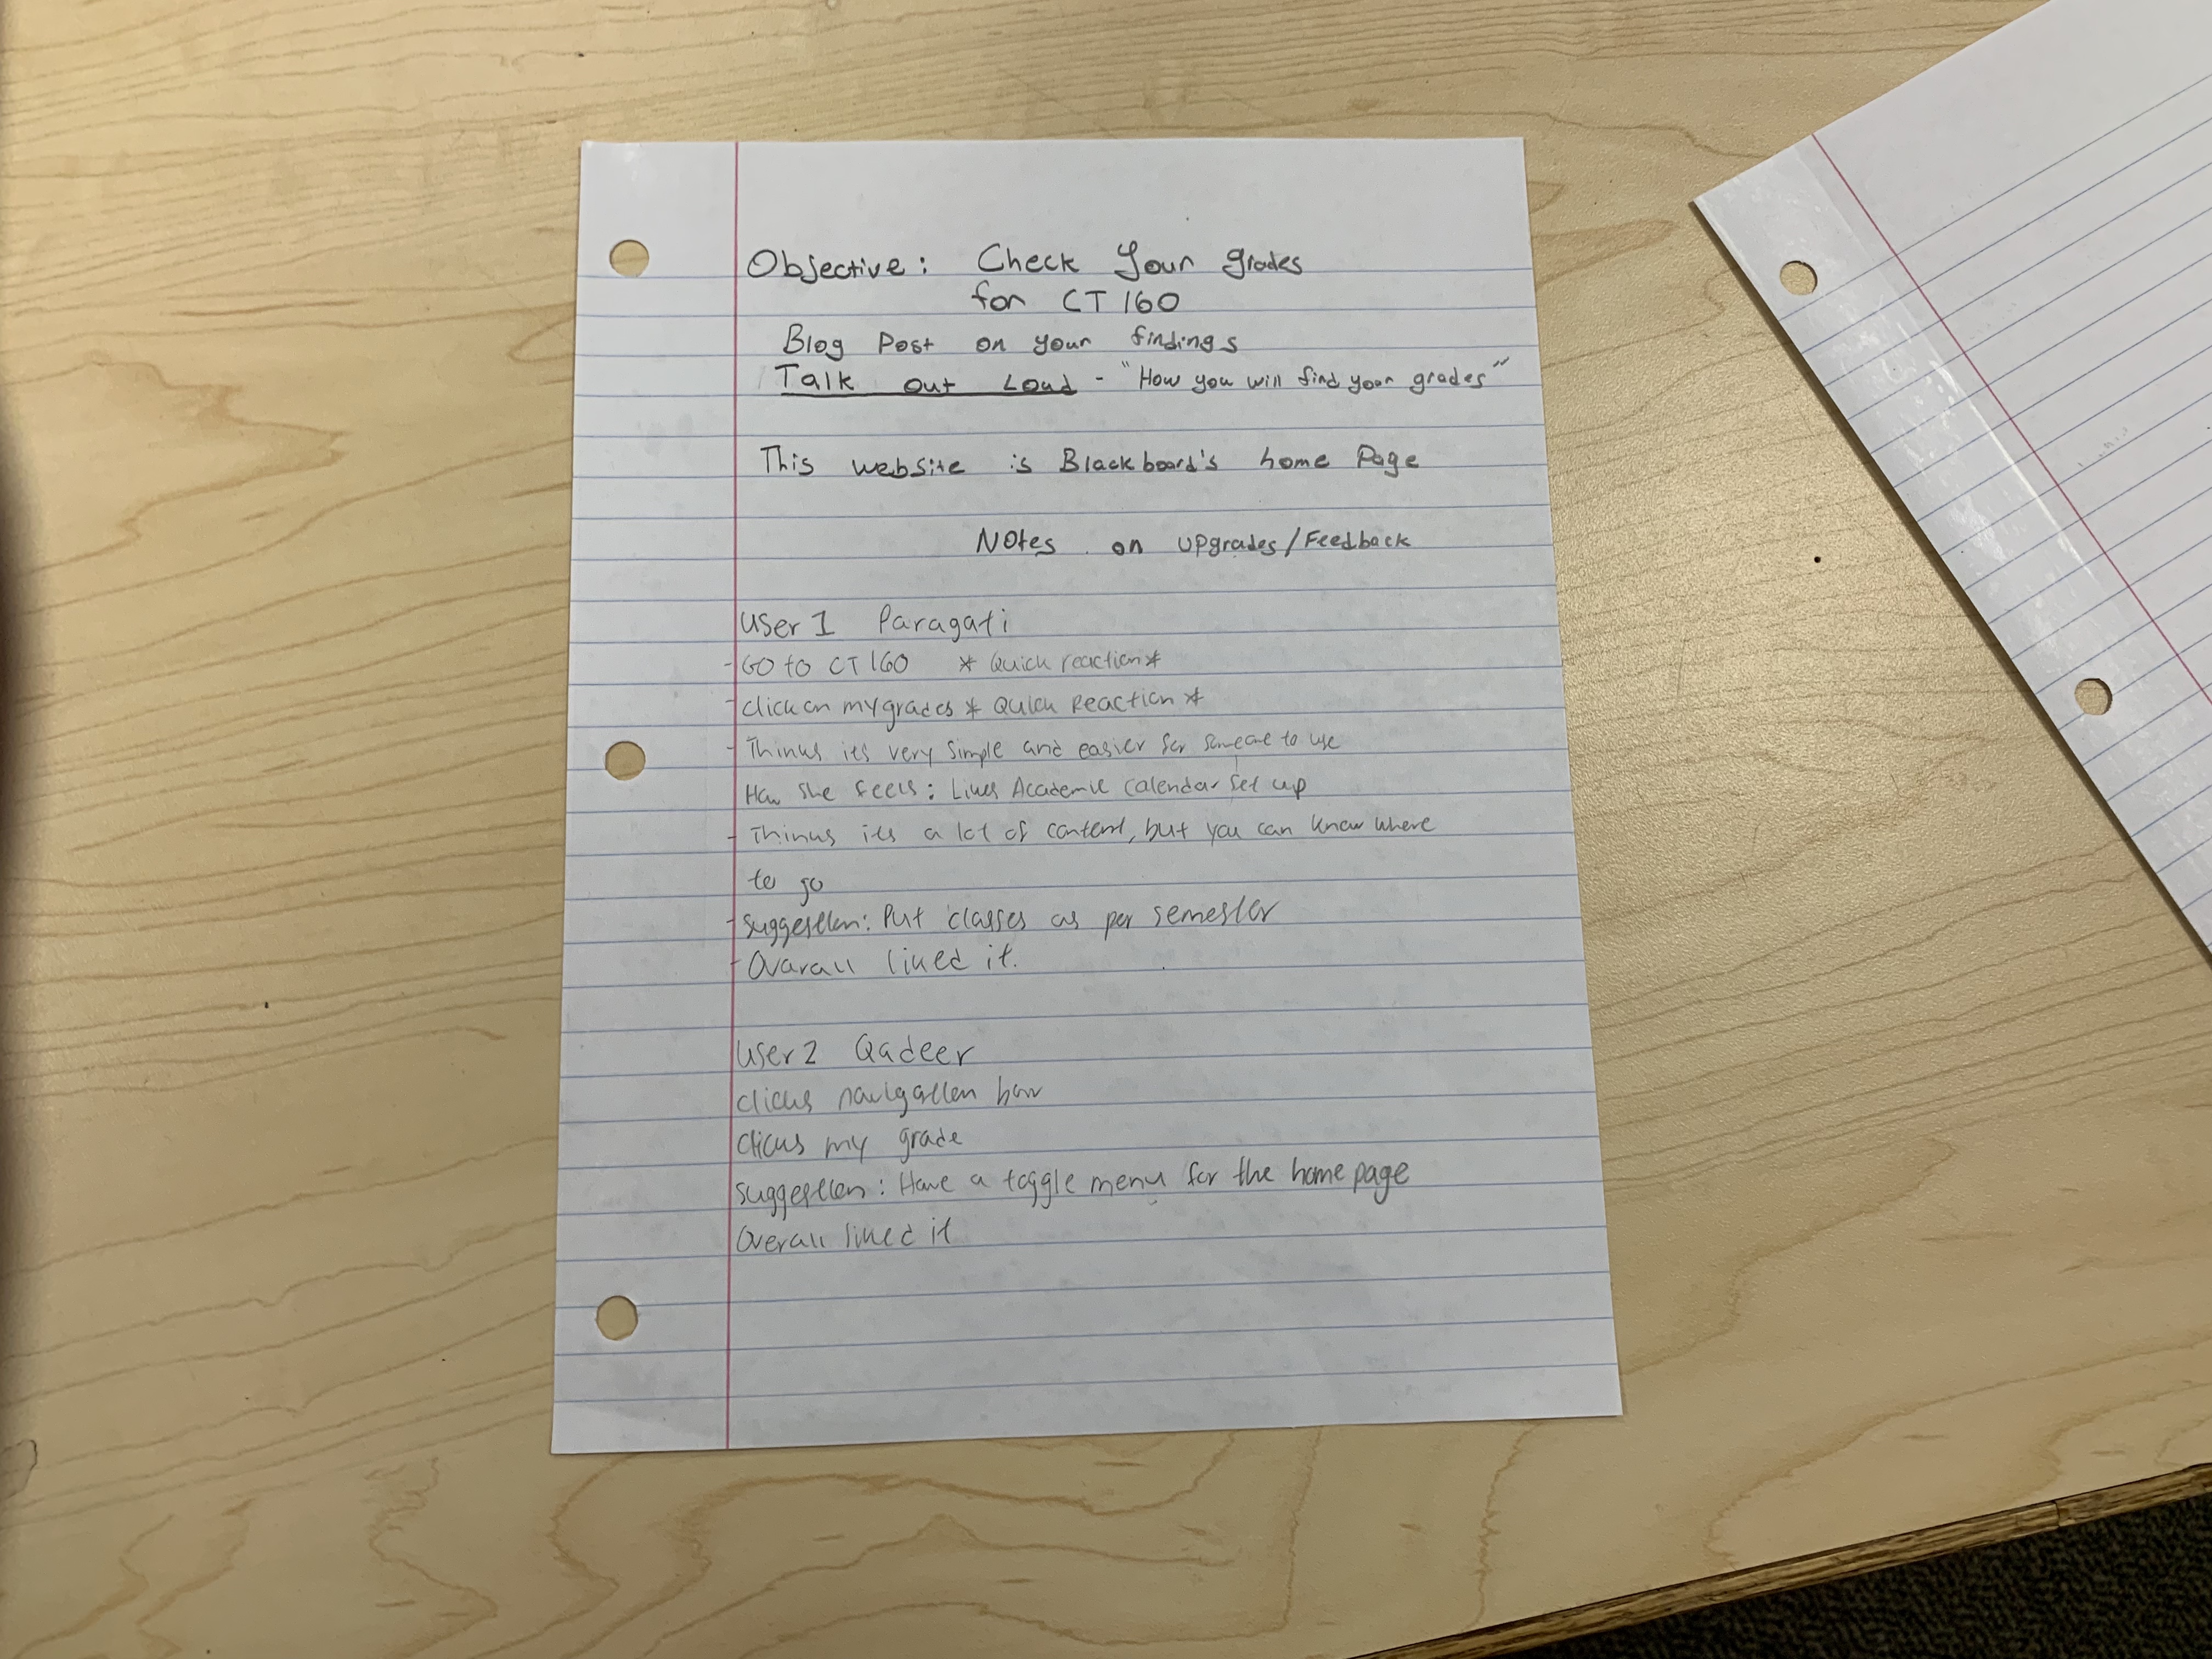 Objective: Check Your grades
for CT 160
Blog Post on your findings
Talk out Loud - "How you will find your grades"
This website is Blackboard's home Page
Notes on upgrades/Feedback
User 1 Paragati
- GO to CT 160 * Quick reaction *
- click on my grades * Quick Reaction *
- Thinks its very simple and easier for someone to use
How she feels: Likes Academic calendar set up
- Thinks its a lot of content, but you can know where
to go
- suggestion: Put classes as per semester
- Ovarall liked it.
User 2 Qadeer
clicks navigation bar
clicks my grade
suggestion: Have a toggle menu for the home page
Overall liked it